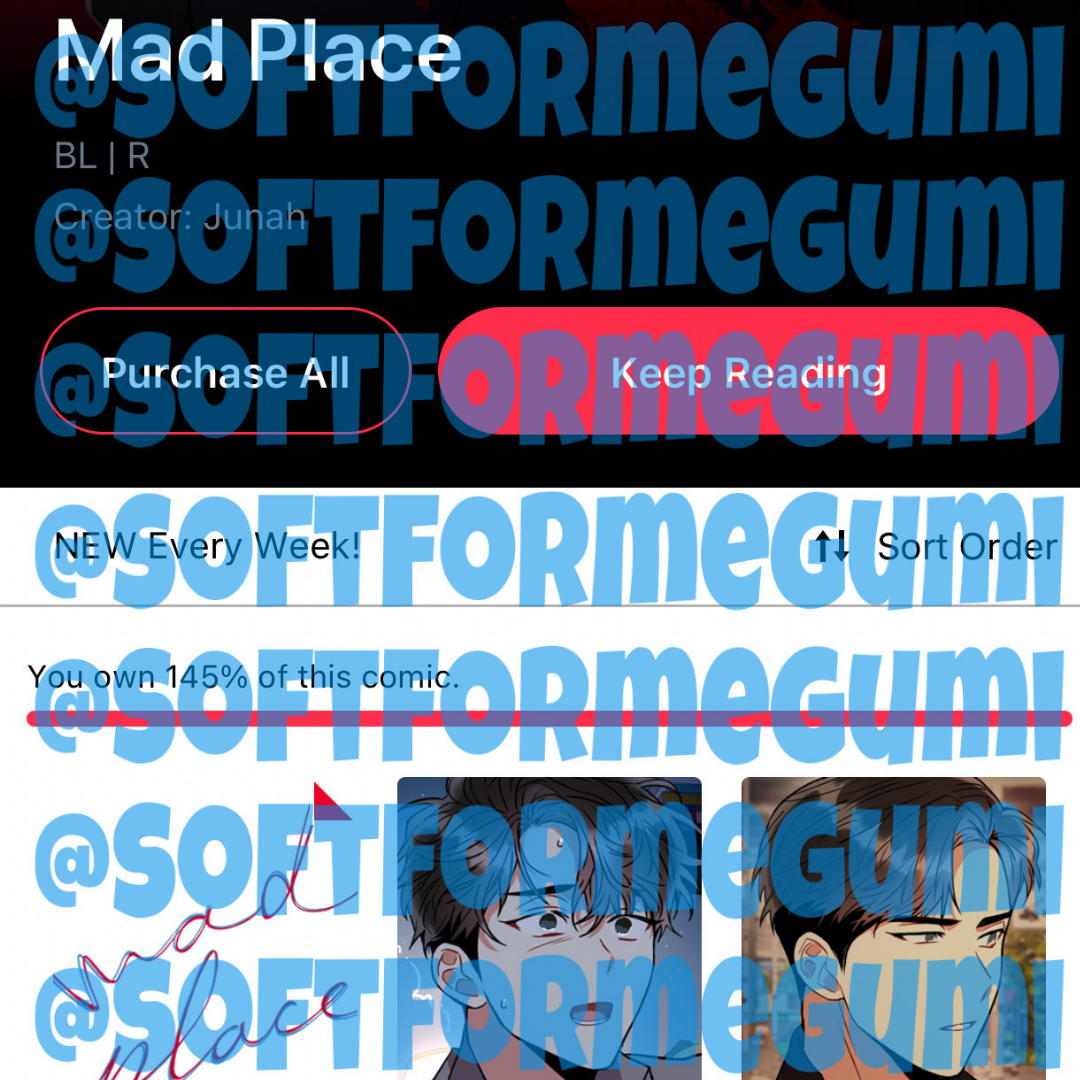 Mad Place
@SOFTFORMEGUMI
BL | R
@SOFTFORMEGUMI
Creator: Junah
@SOFTFORMEGUMI
Purchase All
Keep Reading
@SOFTFORMEGUMI
NEW Every Week!
Sort Order
@SOFTFORMEGUMI
You own 145% of this comic.
@SOFTFORMEGUMI
mad
@SOFTFORMEGUMI
place